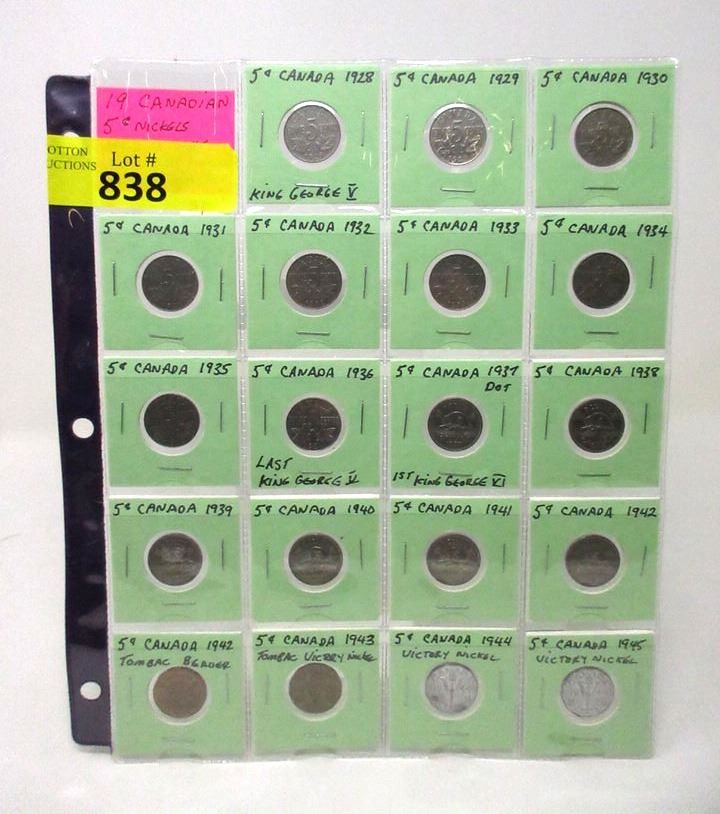 19 CANADIAN
5¢ NICKELS
OTTON
UCTIONS
Lot #
838
5¢ CANADA 1928
KING GEORGE V
5¢ CANADA 1929
5¢ CANADA 1930
5¢ CANADA 1931
5¢ CANADA 1932
5¢ CANADA 1933
5¢ CANADA 1934
5¢ CANADA 1935
5¢ CANADA 1936
LAST
KING GEORGE V
5¢ CANADA 1937
DOT
1ST KING GEORGE VI
5¢ CANADA 1938
5¢ CANADA 1939
5¢ CANADA 1940
5¢ CANADA 1941
5¢ CANADA 1942
5¢ CANADA 1942
TOMBAC BEADER
5¢ CANADA 1943
TOMBAC VICTORY NICKEL
5¢ CANADA 1944
VICTORY NICKEL
5¢ CANADA 1945
VICTORY NICKEL